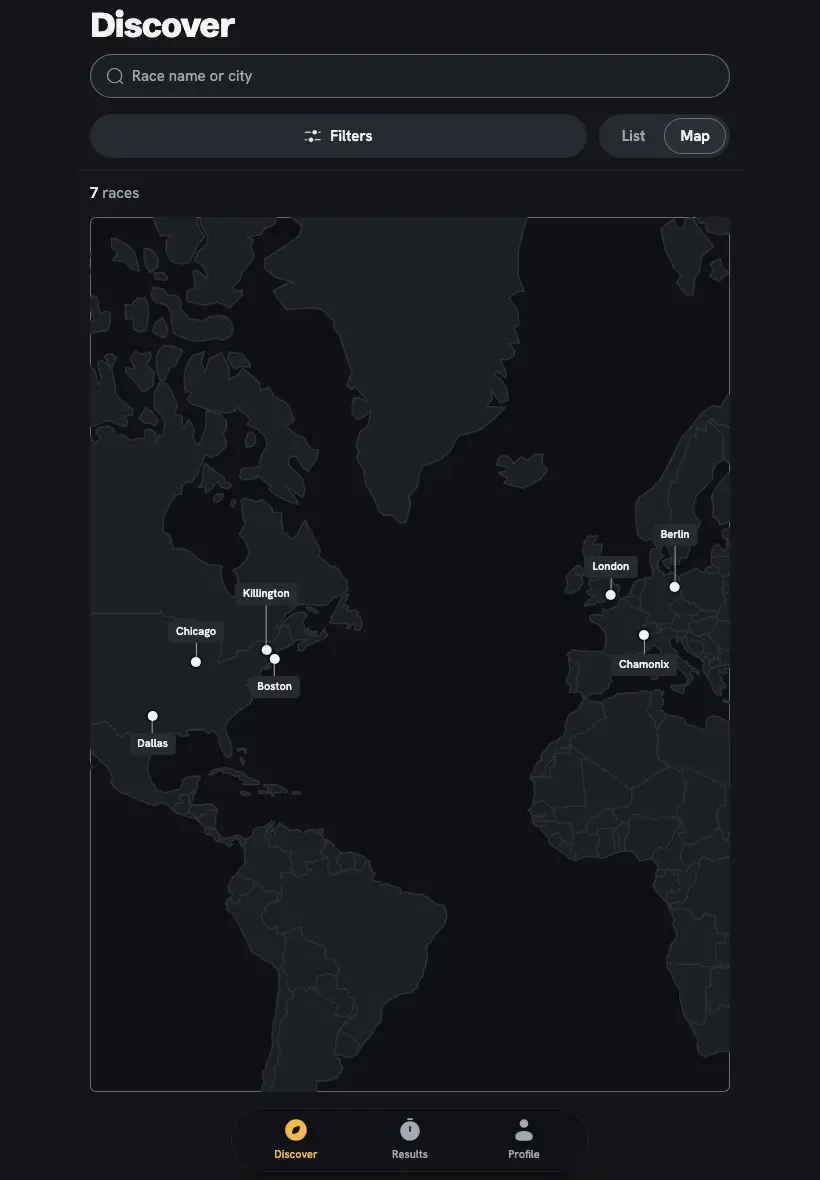 Discover
Race name or city
Filters
List
Map
7 races
Berlin
London
Killington
Chicago
Chamonix
Boston
Dallas
Discover
Results
Profile